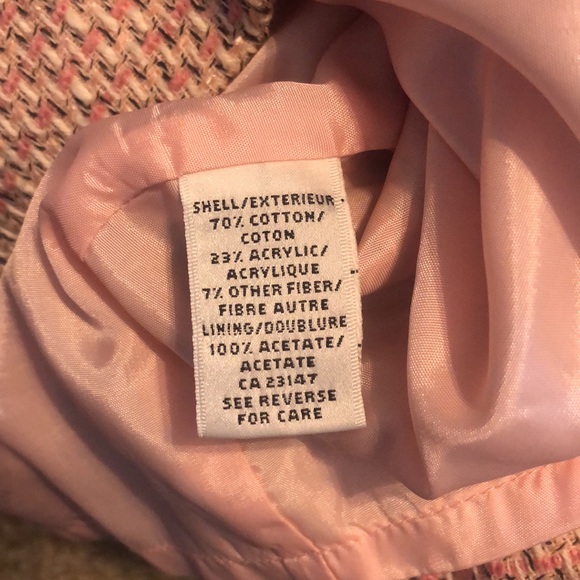 SHELL/EXTERIEUR
70% COTTON/
COTON
23% ACRYLIC/
ACRYLIQUE
7% OTHER FIBER/
FIBRE AUTRE
LINING/DOUBLURE
100% ACETATE/
ACETATE
CA 23147
SEE REVERSE
FOR CARE